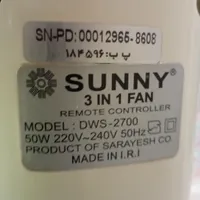 SN-PD: 00012965-8608
پ ب: ۱۸۴۵۹۶
SUNNY®
3 IN 1 FAN
REMOTE CONTROLLER
MODEL: DWS-2700
50W 220V~240V 50Hz
PRODUCT OF SARAYESH CO.
MADE IN I.R.I